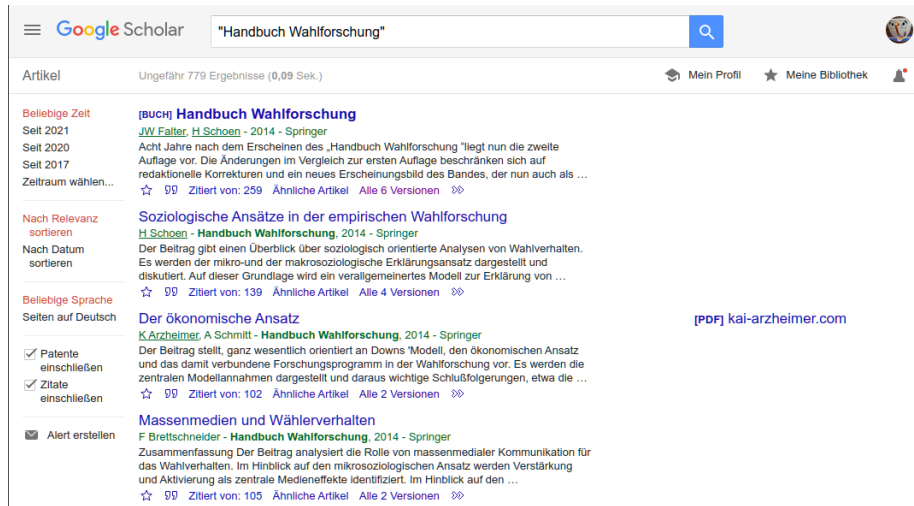 Google Scholar
"Handbuch Wahlforschung"
Artikel
Ungefähr 779 Ergebnisse (0,09 Sek.)
Mein Profil
Meine Bibliothek
Beliebige Zeit
Seit 2021
Seit 2020
Seit 2017
Zeitraum wählen...
Nach Relevanz
sortieren
Nach Datum
sortieren
Beliebige Sprache
Seiten auf Deutsch
Patente
einschließen
Zitate
einschließen
Alert erstellen
[BUCH] Handbuch Wahlforschung
JW Falter, H Schoen - 2014 - Springer
Acht Jahre nach dem Erscheinen des „Handbuch Wahlforschung "liegt nun die zweite
Auflage vor. Die Änderungen im Vergleich zur ersten Auflage beschränken sich auf
redaktionelle Korrekturen und ein neues Erscheinungsbild des Bandes, der nun auch als …
Zitiert von: 259 Ähnliche Artikel Alle 6 Versionen
Soziologische Ansätze in der empirischen Wahlforschung
H Schoen - Handbuch Wahlforschung, 2014 - Springer
Der Beitrag gibt einen Überblick über soziologisch orientierte Analysen von Wahlverhalten.
Es werden der mikro-und der makrosoziologische Erklärungsansatz dargestellt und
diskutiert. Auf dieser Grundlage wird ein verallgemeinertes Modell zur Erklärung von …
Zitiert von: 139 Ähnliche Artikel Alle 4 Versionen
Der ökonomische Ansatz
[PDF] kai-arzheimer.com
K Arzheimer, A Schmitt - Handbuch Wahlforschung, 2014 - Springer
Der Beitrag stellt, ganz wesentlich orientiert an Downs 'Modell, den ökonomischen Ansatz
und das damit verbundene Forschungsprogramm in der Wahlforschung vor. Es werden die
zentralen Modellannahmen dargestellt und daraus wichtige Schlußfolgerungen, etwa die …
Zitiert von: 102 Ähnliche Artikel Alle 2 Versionen
Massenmedien und Wählerverhalten
F Brettschneider - Handbuch Wahlforschung, 2014 - Springer
Zusammenfassung Der Beitrag analysiert die Rolle von massenmedialer Kommunikation für
das Wahlverhalten. Im Hinblick auf den mikrosoziologischen Ansatz werden Verstärkung
und Aktivierung als zentrale Medieneffekte identifiziert. Im Hinblick auf den …
Zitiert von: 105 Ähnliche Artikel Alle 2 Versionen